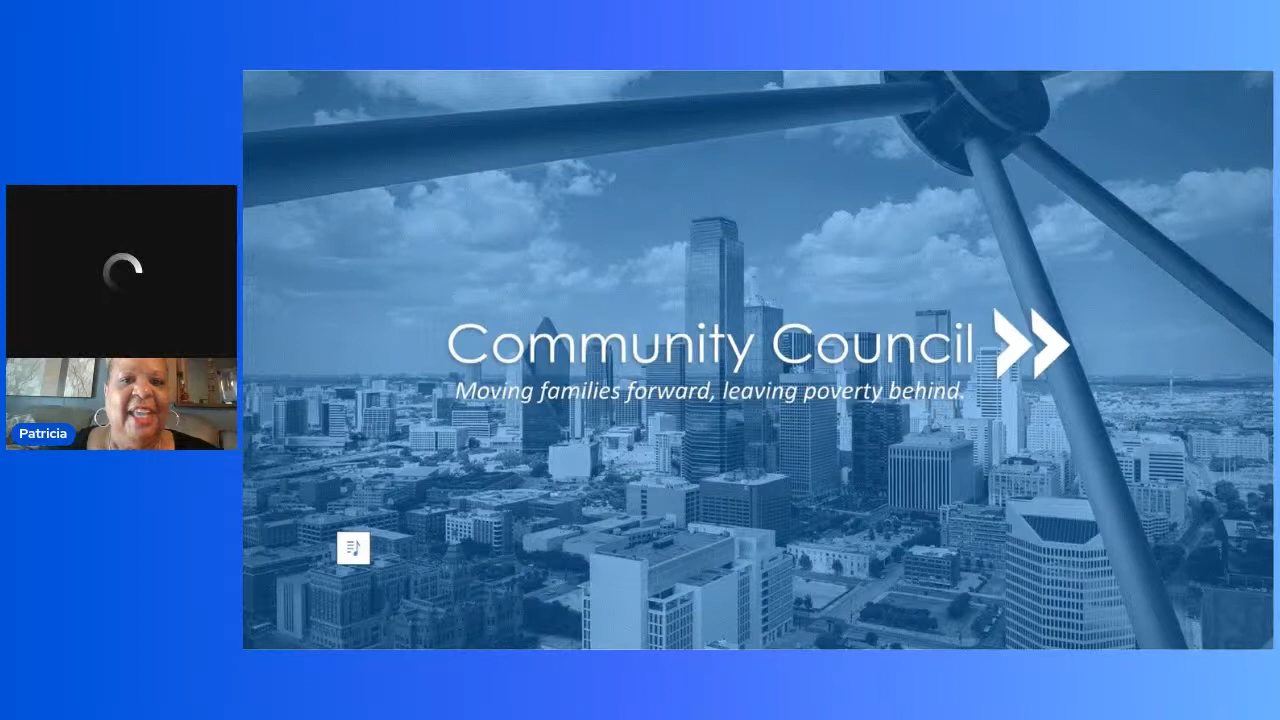 Community Council
Moving families forward, leaving poverty behind.
Patricia